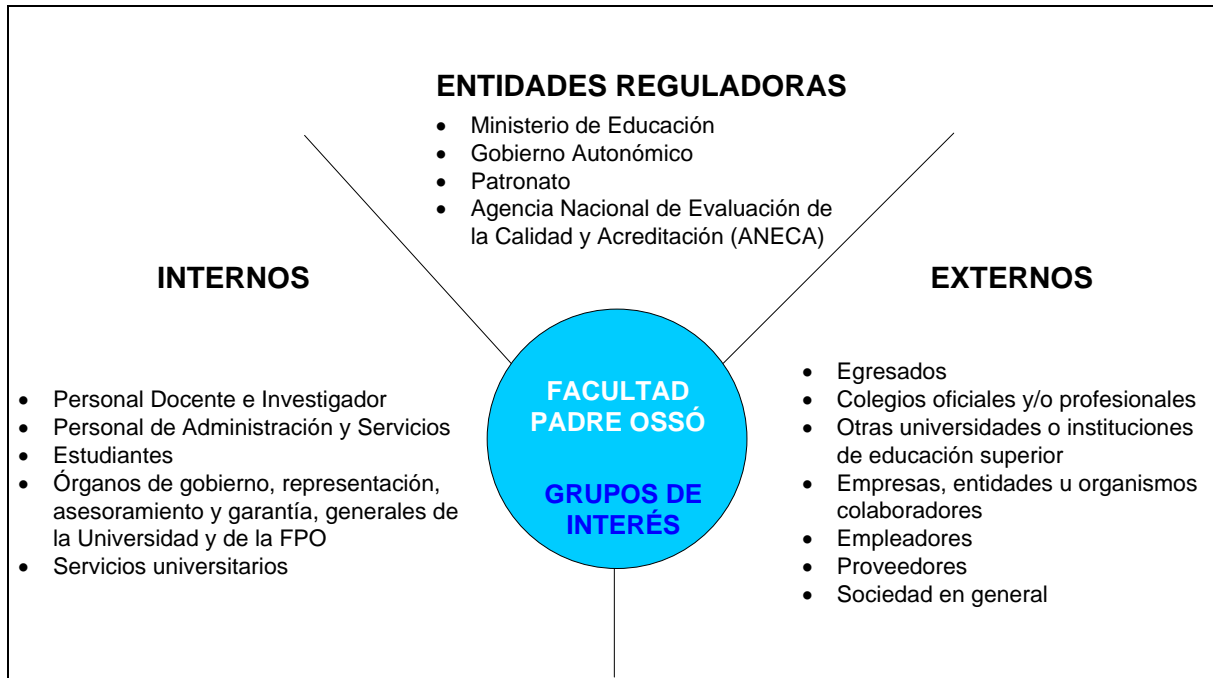 ENTIDADES REGULADORAS
• Ministerio de Educación
• Gobierno Autonómico
• Patronato
• Agencia Nacional de Evaluación de
la Calidad y Acreditación (ANECA)
INTERNOS
• Personal Docente e Investigador
• Personal de Administración y Servicios
• Estudiantes
• Órganos de gobierno, representación,
asesoramiento y garantía, generales de
la Universidad y de la FPO
• Servicios universitarios
FACULTAD
PADRE OSSÓ
GRUPOS DE
INTERÉS
EXTERNOS
• Egresados
• Colegios oficiales y/o profesionales
• Otras universidades o instituciones
de educación superior
• Empresas, entidades u organismos
colaboradores
• Empleadores
• Proveedores
• Sociedad en general